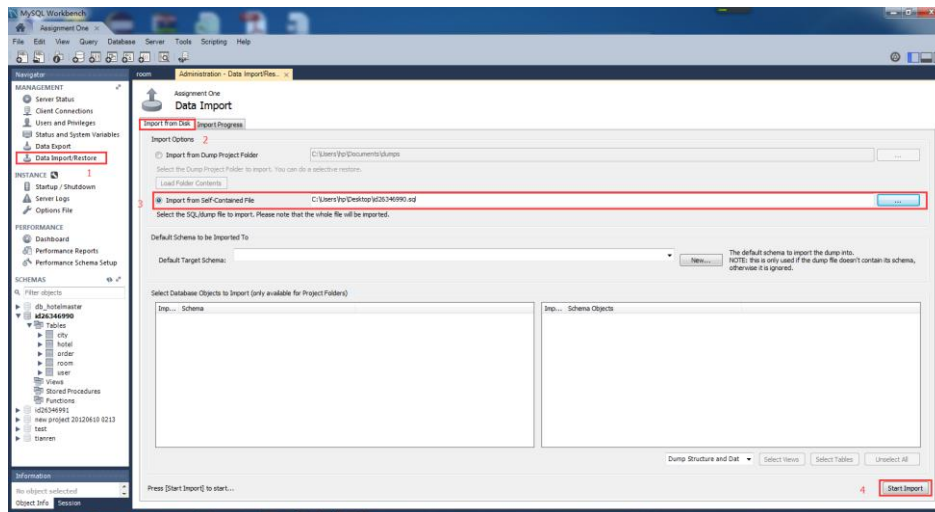 MySQL Workbench
Assignment One
File Edit View Query Database Server Tools Scripting Help
Navigator
MANAGEMENT
Server Status
Client Connections
Users and Privileges
Status and System Variables
Data Export
Data Import/Restore
1
INSTANCE
Startup / Shutdown
Server Logs
Options File
PERFORMANCE
Dashboard
Performance Reports
Performance Schema Setup
SCHEMAS
Filter objects
db_hotelmaster
id26346990
Tables
city
hotel
order
room
user
Views
Stored Procedures
Functions
id26346991
new project 20120610 0213
test
tianren
Information
No object selected
Object Info Session
room Administration - Data Import/Res... ×
Assignment One
Data Import
Import from Disk Import Progress
Import Options 2
Import from Dump Project Folder C:\Users\hp\Documents\dumps ...
Select the Dump Project Folder to import. You can do a selective restore.
Load Folder Contents
3 Import from Self-Contained File C:\Users\hp\Desktop\id26346990.sql ...
Select the SQL/dump file to import. Please note that the whole file will be imported.
Default Schema to be Imported To
Default Target Schema: New... The default schema to import the dump into.
NOTE: this is only used if the dump file doesn't contain its schema,
otherwise it is ignored.
Select Database Objects to Import (only available for Project Folders)
Imp... Schema Imp... Schema Objects
Dump Structure and Dat Select Views Select Tables Unselect All
Press [Start Import] to start... 4 Start Import